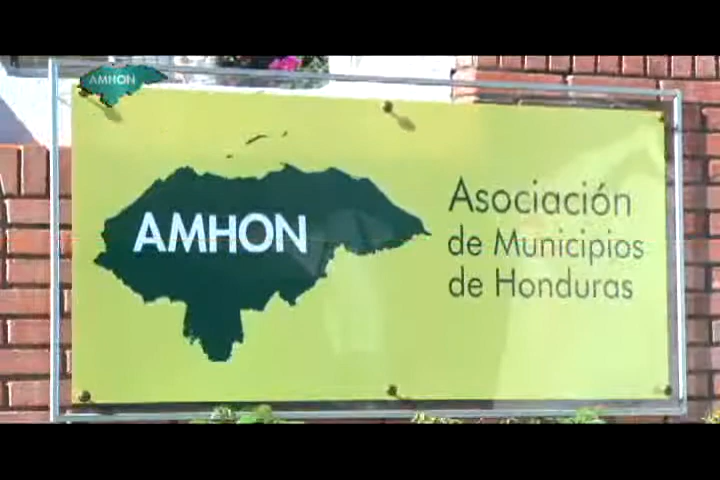 AMHON
AMHON
Asociación
de Municipios
de Honduras